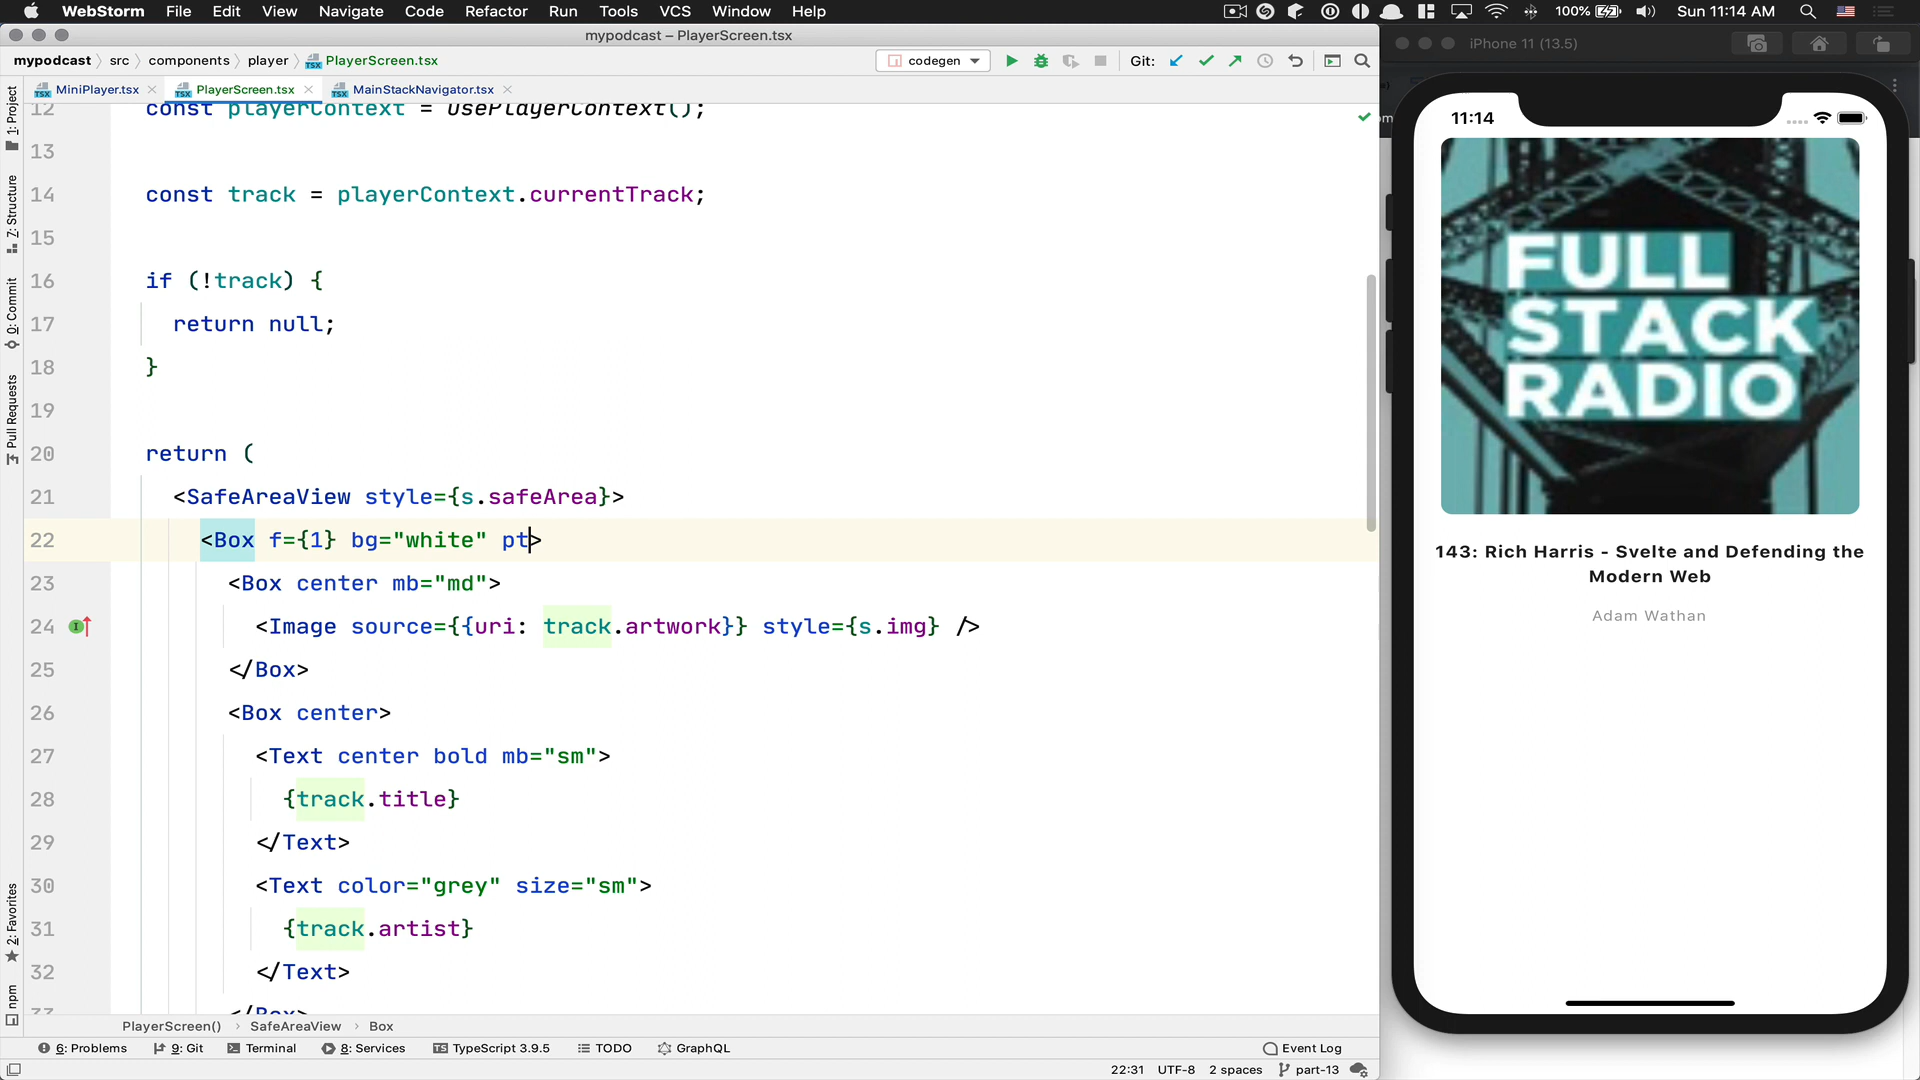 WebStorm File Edit View Navigate Code Refactor Run Tools VCS Window Help 100% Sun 11:14 AM
mypodcast – PlayerScreen.tsx
mypodcast src components player PlayerScreen.tsx codegen Git:
MiniPlayer.tsx PlayerScreen.tsx MainStackNavigator.tsx
1: Project
7: Structure
0: Commit
Pull Requests
2: Favorites
npm
12 const playerContext = usePlayerContext();
13
14 const track = playerContext.currentTrack;
15
16 if (!track) {
17 return null;
18 }
19
20 return (
21 <SafeAreaView style={s.safeArea}>
22 <Box f={1} bg="white" pt>
23 <Box center mb="md">
24 <Image source={{uri: track.artwork}} style={s.img} />
25 </Box>
26 <Box center>
27 <Text center bold mb="sm">
28 {track.title}
29 </Text>
30 <Text color="grey" size="sm">
31 {track.artist}
32 </Text>
33 </Box>
PlayerScreen() SafeAreaView Box
6: Problems 9: Git Terminal 8: Services TypeScript 3.9.5 TODO GraphQL Event Log
22:31 UTF-8 2 spaces part-13
iPhone 11 (13.5)
11:14
FULL
STACK
RADIO
143: Rich Harris - Svelte and Defending the
Modern Web
Adam Wathan